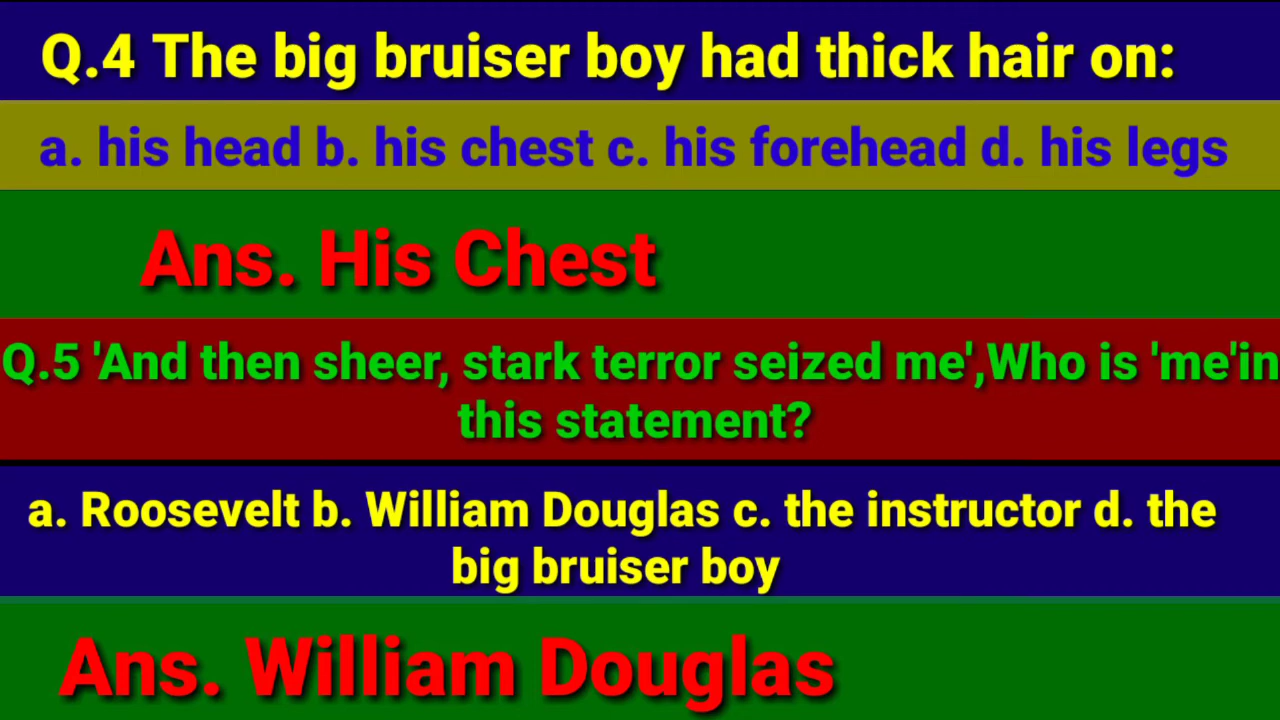 Q.4 The big bruiser boy had thick hair on:
a. his head b. his chest c. his forehead d. his legs
Ans. His Chest
Q.5 'And then sheer, stark terror seized me',Who is 'me'in
this statement?
a. Roosevelt b. William Douglas c. the instructor d. the
big bruiser boy
Ans. William Douglas